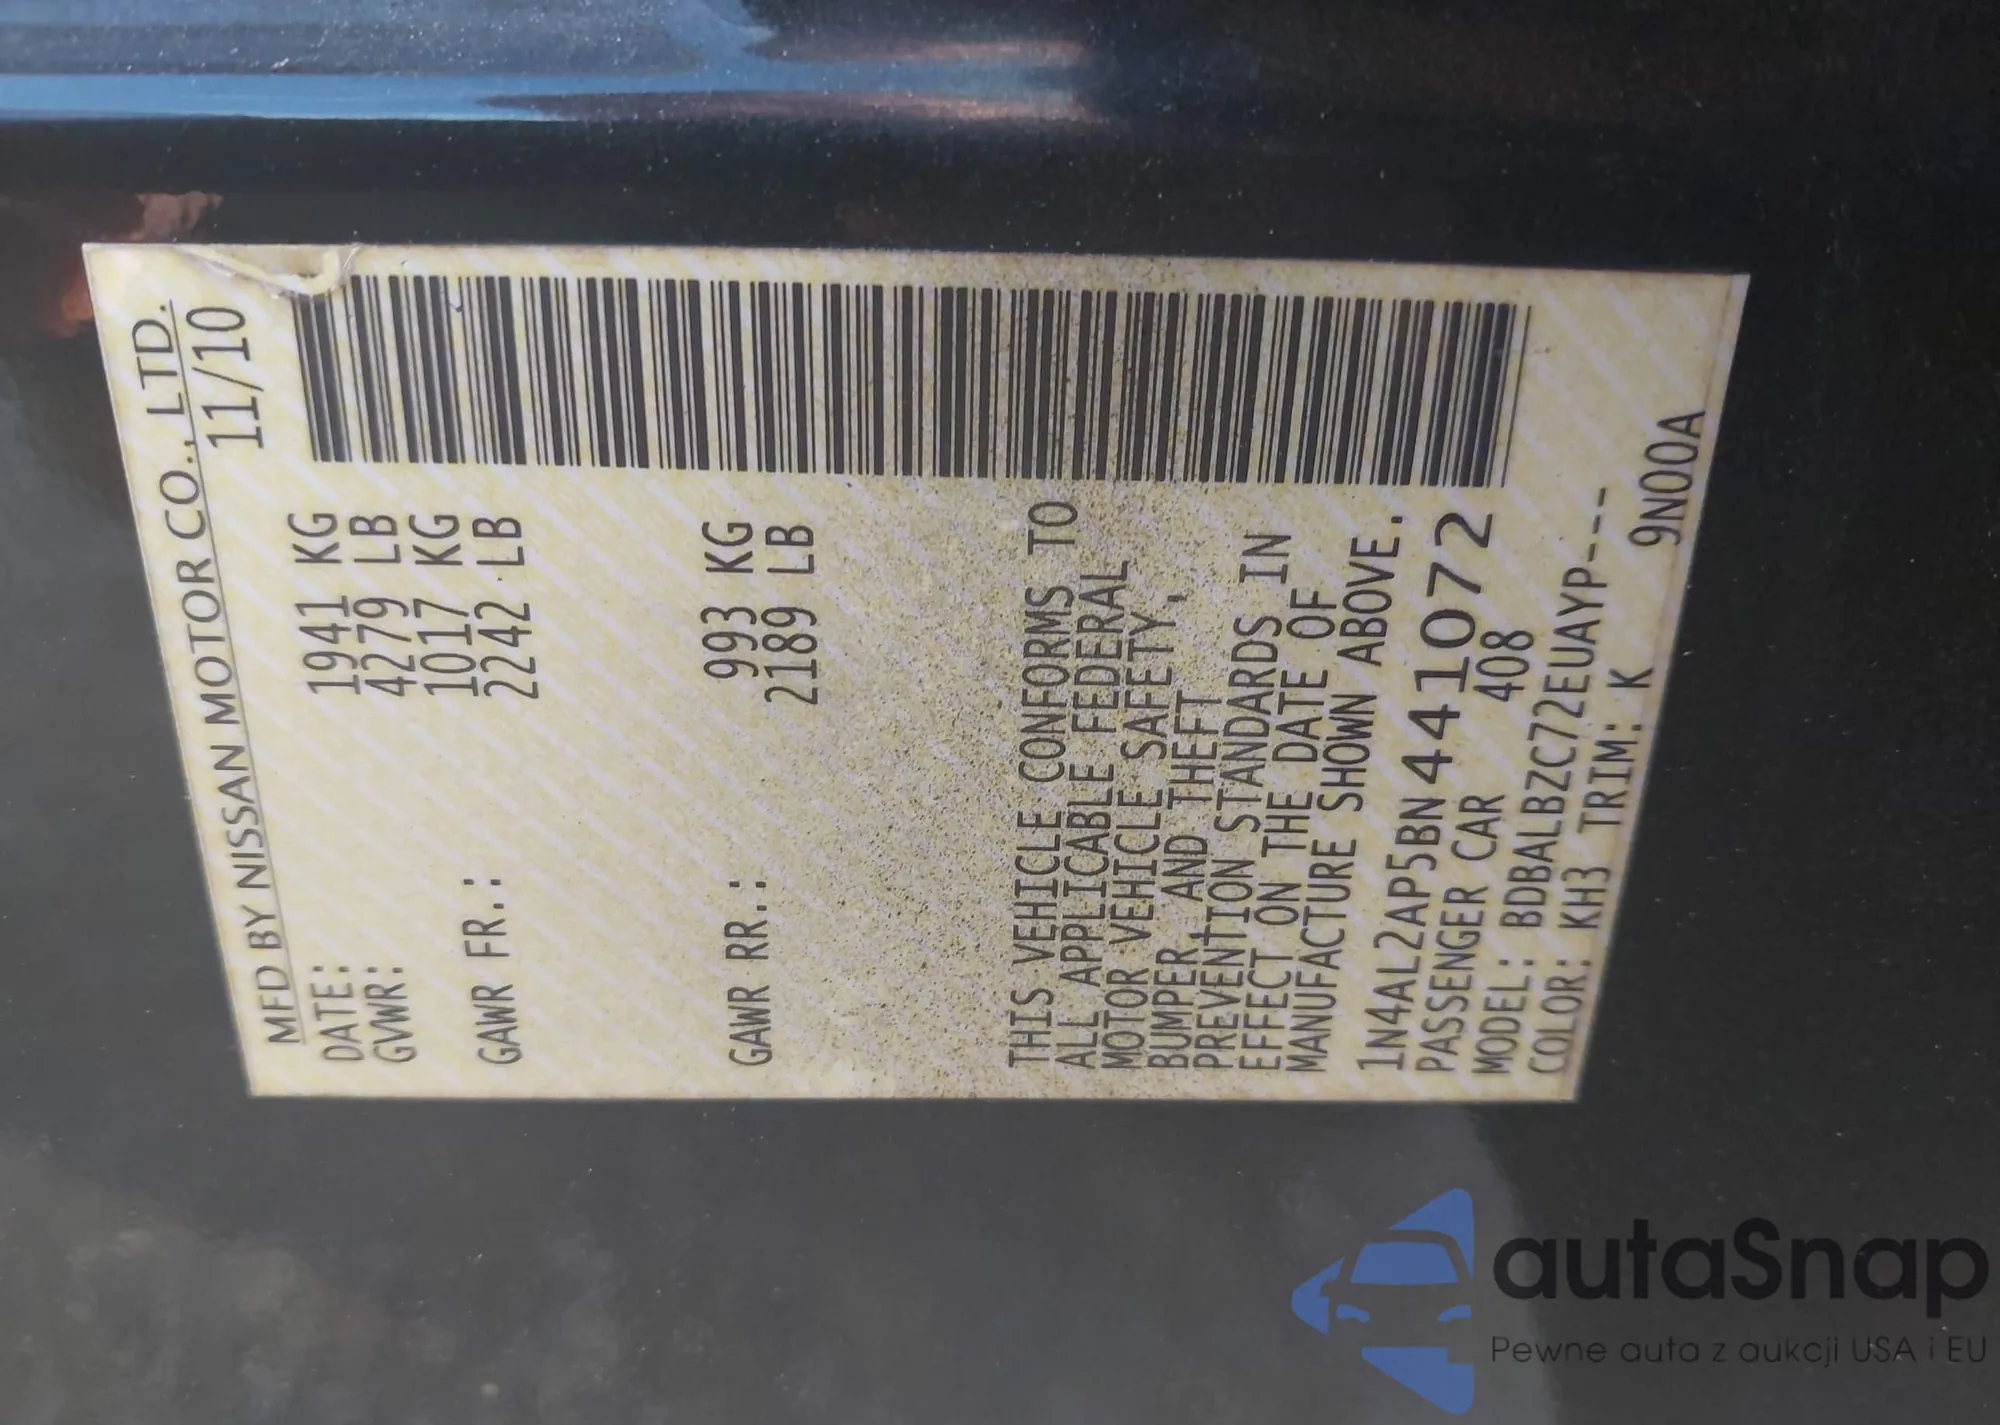 MFD BY NISSAN MOTOR CO., LTD.
DATE: 11/10
GVWR: 1941 KG
4279 LB
GAWR FR.: 1017 KG
2242 LB
GAWR RR.: 993 KG
2189 LB
THIS VEHICLE CONFORMS TO
ALL APPLICABLE FEDERAL
MOTOR VEHICLE SAFETY,
BUMPER, AND THEFT
PREVENTION STANDARDS IN
EFFECT ON THE DATE OF
MANUFACTURE SHOWN ABOVE.
1N4AL2AP5BN441072
PASSENGER CAR 408
MODEL: BDBALBZC72EUAYP---
COLOR: KH3 TRIM: K 9N00A
autaSnap
Pewne auta z aukcji USA i EU